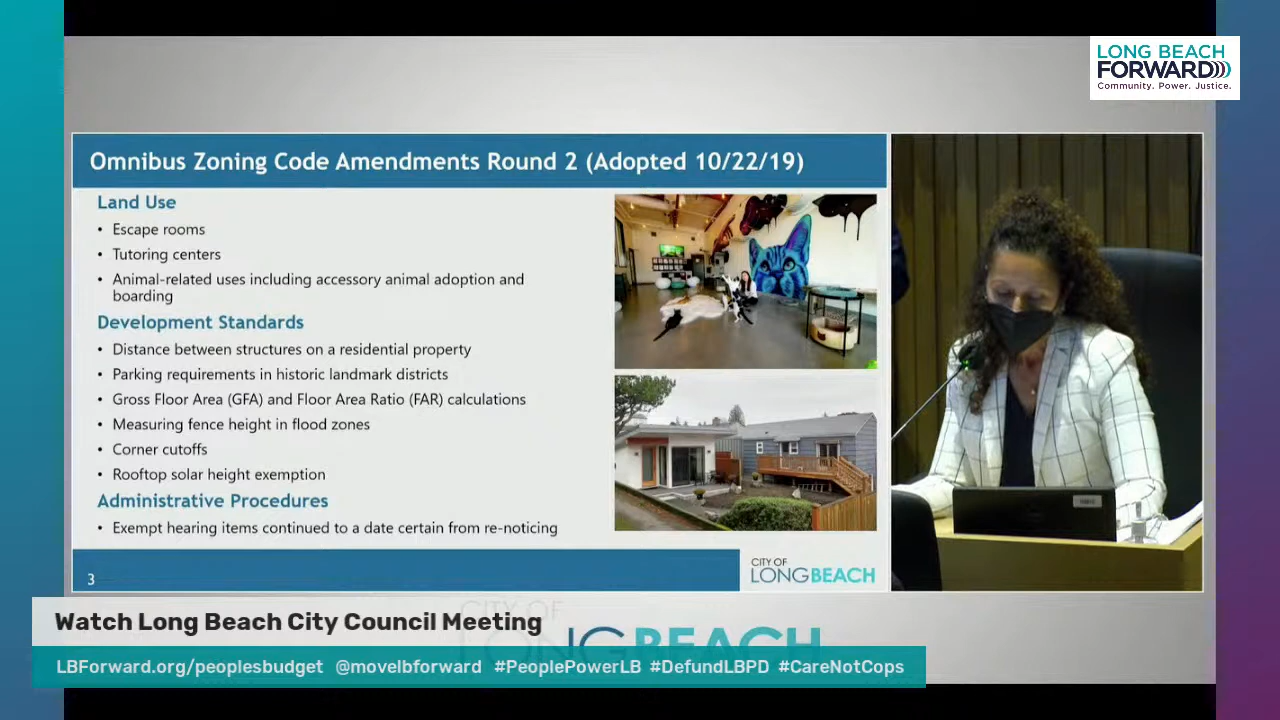 LONG BEACH
FORWARD
Community. Power. Justice.
Omnibus Zoning Code Amendments Round 2 (Adopted 10/22/19)
Land Use
• Escape rooms
• Tutoring centers
• Animal-related uses including accessory animal adoption and
boarding
Development Standards
• Distance between structures on a residential property
• Parking requirements in historic landmark districts
• Gross Floor Area (GFA) and Floor Area Ratio (FAR) calculations
• Measuring fence height in flood zones
• Corner cutoffs
• Rooftop solar height exemption
Administrative Procedures
• Exempt hearing items continued to a date certain from re-noticing
3
CITY OF
LONGBEACH
Watch Long Beach City Council Meeting
CITY OF
LONGBEACH
LBForward.org/peoplesbudget @movelbforward #PeoplePowerLB #DefundLBPD #CareNotCops